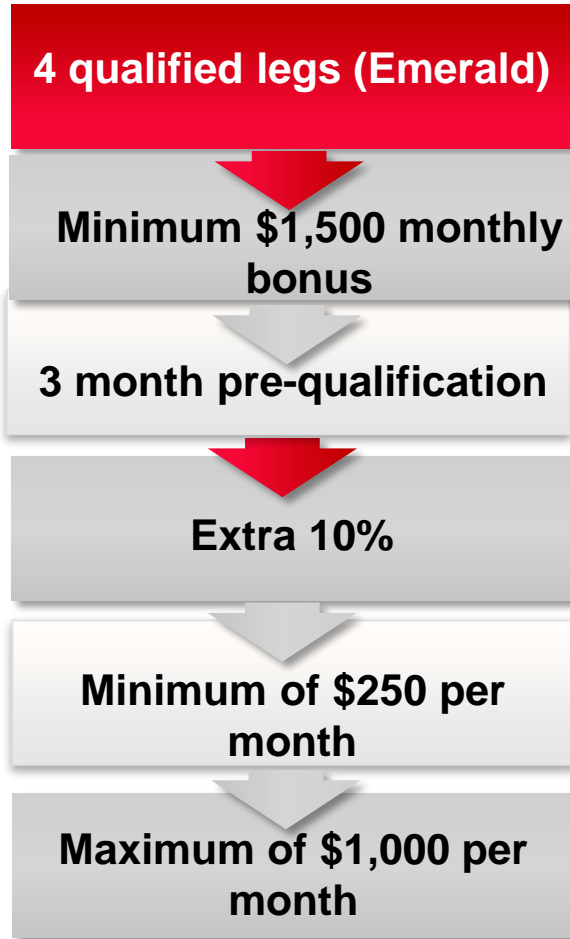 4 qualified legs (Emerald)
Minimum $1,500 monthly
bonus
3 month pre-qualification
Extra 10%
Minimum of $250 per
month
Maximum of $1,000 per
month